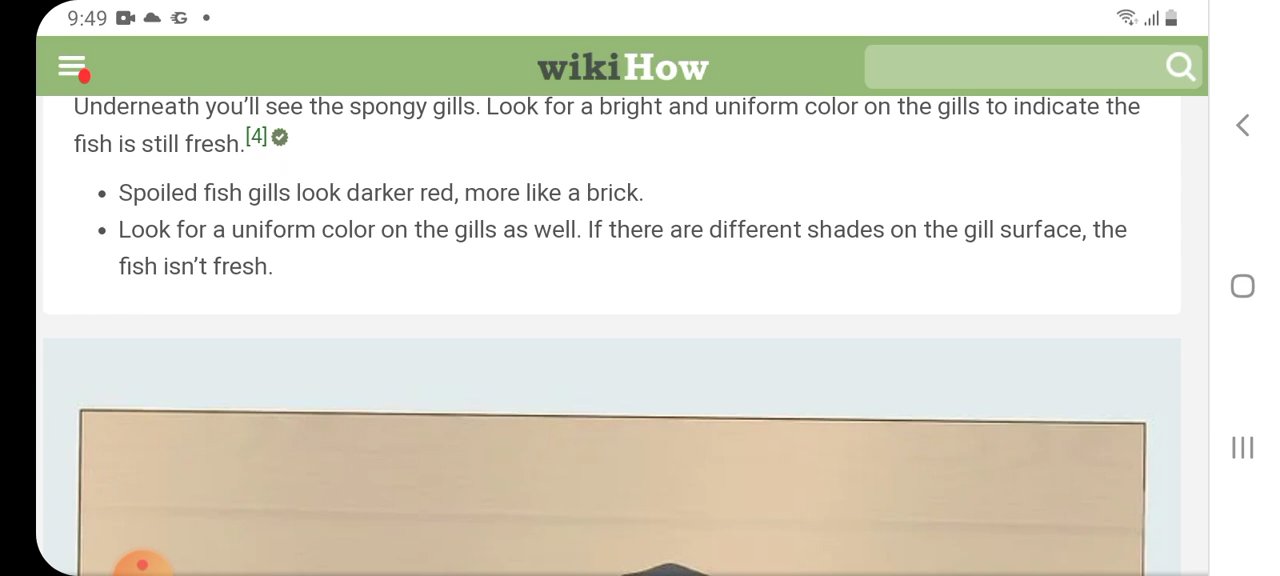 9:49
wikiHow
Underneath you’ll see the spongy gills. Look for a bright and uniform color on the gills to indicate the
fish is still fresh.[4]
• Spoiled fish gills look darker red, more like a brick.
• Look for a uniform color on the gills as well. If there are different shades on the gill surface, the
fish isn’t fresh.